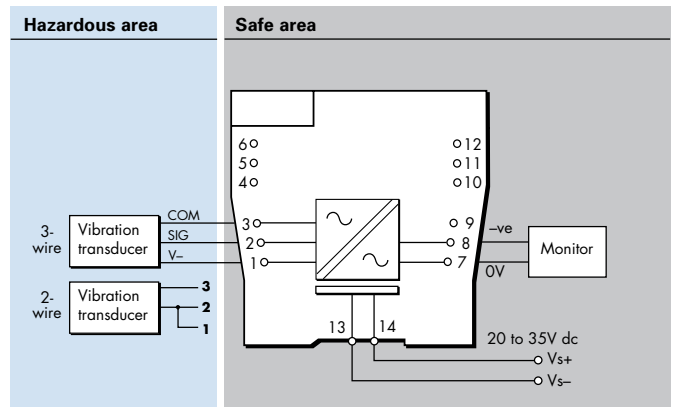 Hazardous area
Safe area
6
5
4
3
2
1
12
11
10
9
8
7
3-
wire
Vibration
transducer
COM
SIG
V–
2-
wire
Vibration
transducer
3
2
1
–ve
0V
Monitor
13
14
20 to 35V dc
Vs+
Vs–